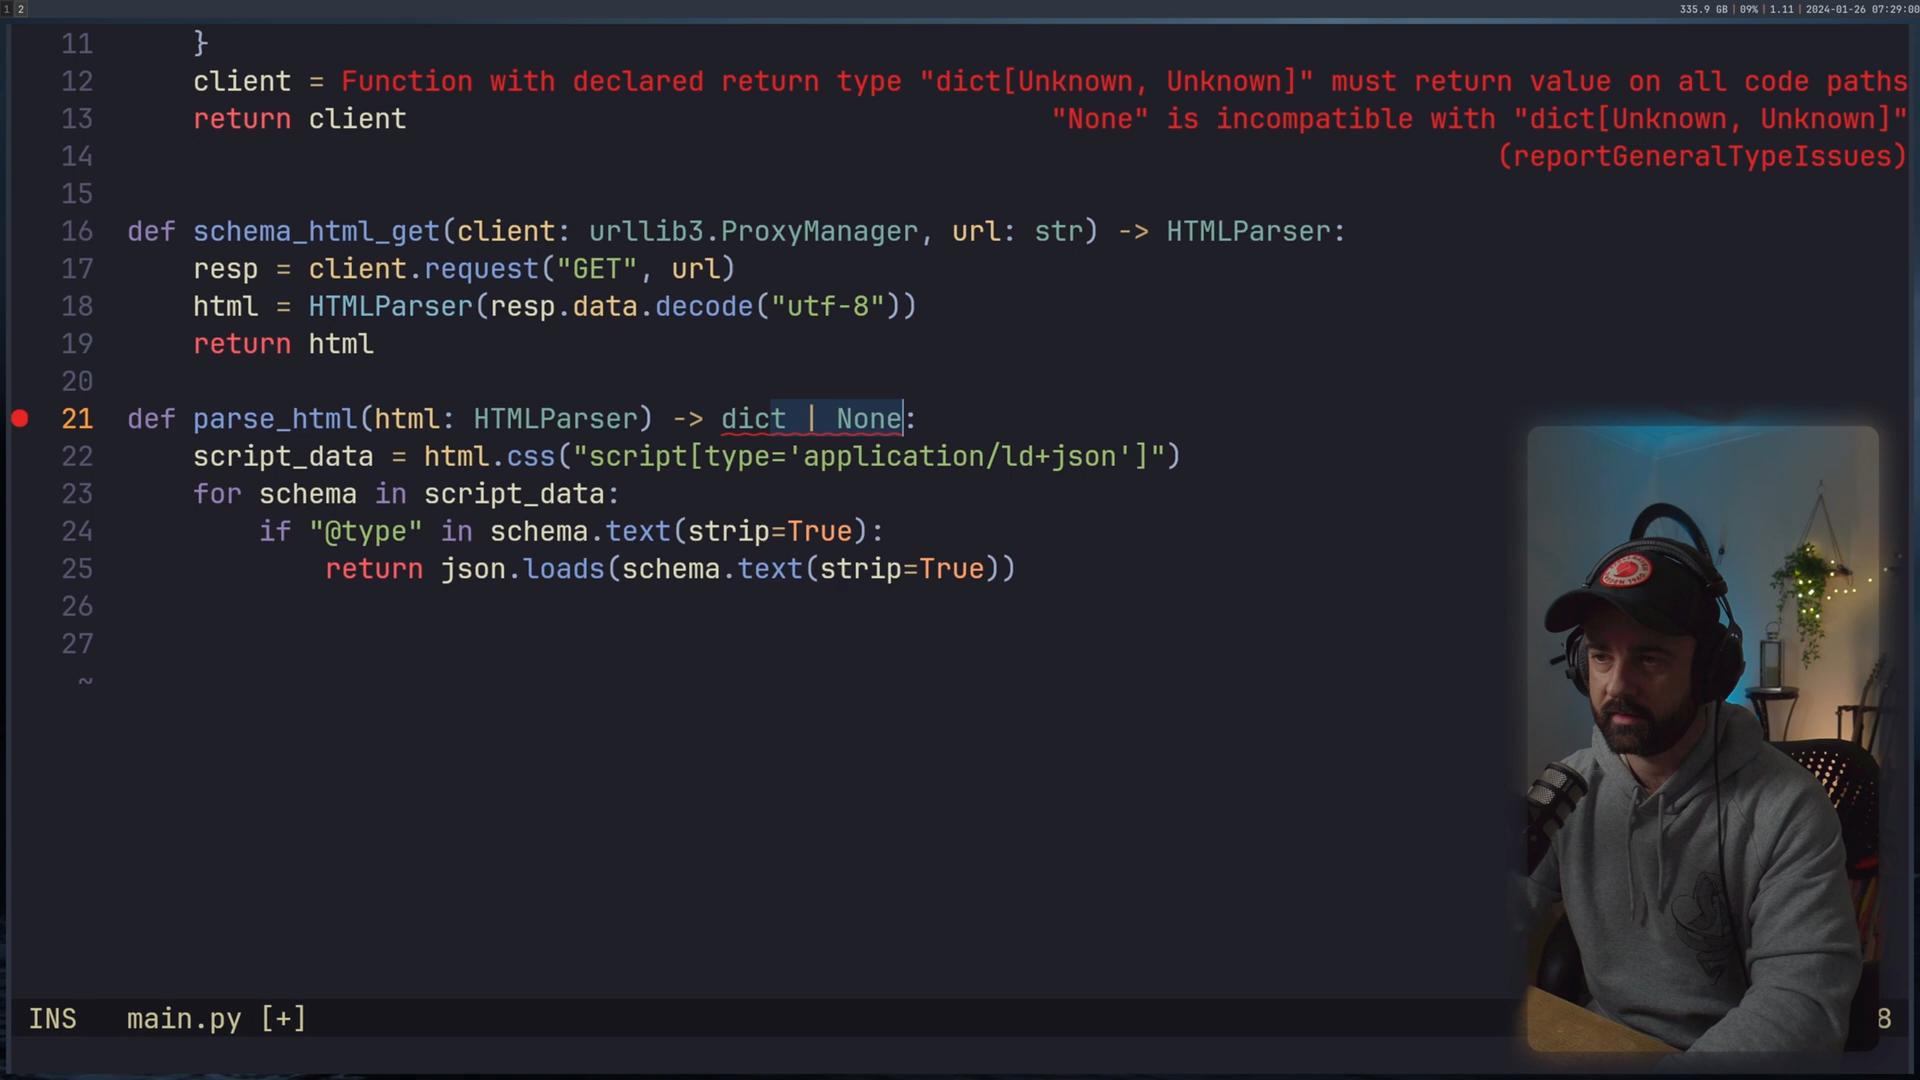 1 2
335.9 GB | 09% | 1.11 | 2024-01-26 07:29:00
11 }
12 client = Function with declared return type "dict[Unknown, Unknown]" must return value on all code paths
13 return client "None" is incompatible with "dict[Unknown, Unknown]"
14 (reportGeneralTypeIssues)
15
16 def schema_html_get(client: urllib3.ProxyManager, url: str) -> HTMLParser:
17     resp = client.request("GET", url)
18     html = HTMLParser(resp.data.decode("utf-8"))
19     return html
20
21 def parse_html(html: HTMLParser) -> dict | None:
22     script_data = html.css("script[type='application/ld+json']")
23     for schema in script_data:
24         if "@type" in schema.text(strip=True):
25             return json.loads(schema.text(strip=True))
26
27
~
INS main.py [+] 8